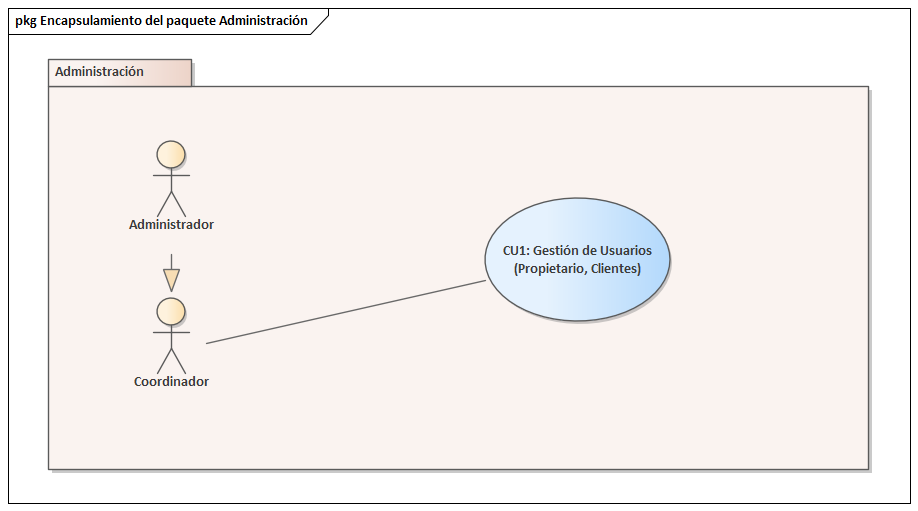 pkg Encapsulamiento del paquete Administración
Administración
Administrador
CU1: Gestión de Usuarios
(Propietario, Clientes)
Coordinador